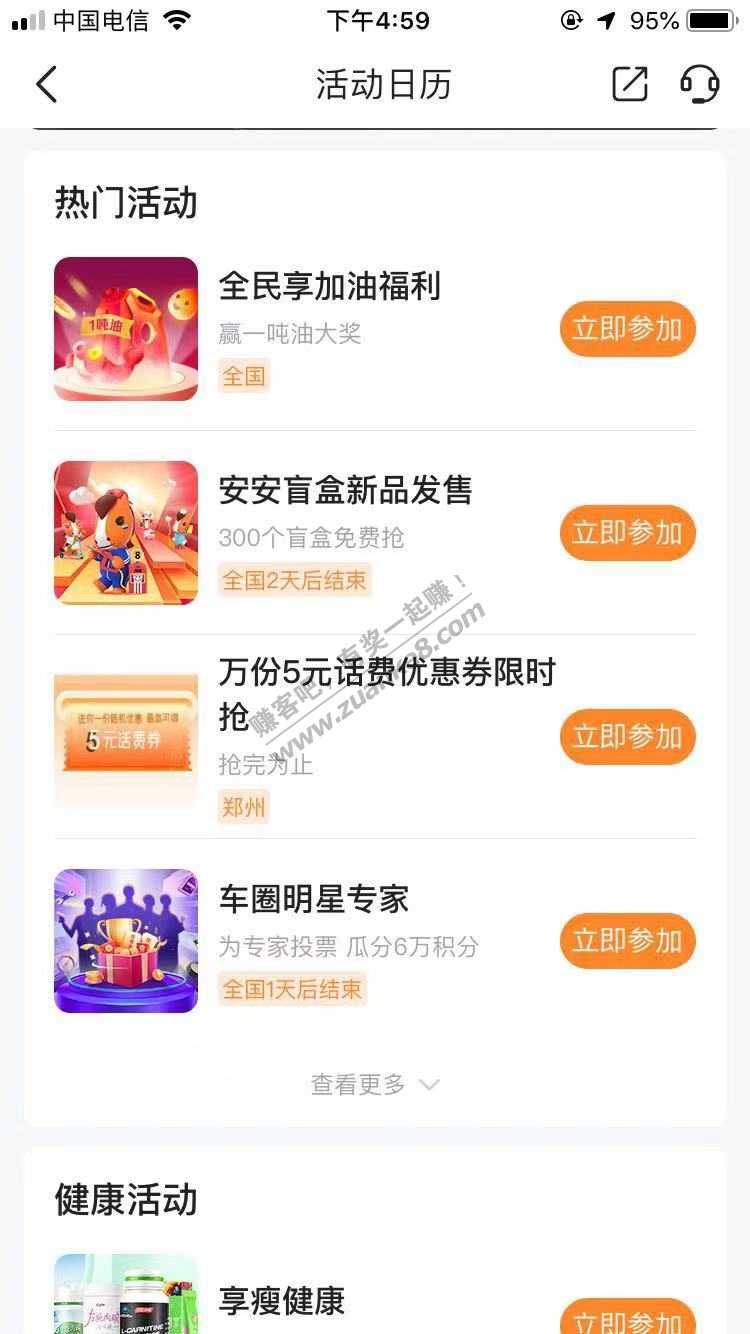 中国电信
下午4:59
95%
活动日历
热门活动
1吨油
全民享加油福利
赢一吨油大奖
全国
立即参加
8
安安盲盒新品发售
300个盲盒免费抢
全国2天后结束
立即参加
送你一份随机优惠 最高可得
5元话费券
万份5元话费优惠券限时
抢
抢完为止
郑州
立即参加
赚客吧,有奖一起赚!
www.zuanke8.com
车圈明星专家
为专家投票 瓜分6万积分
全国1天后结束
立即参加
查看更多
健康活动
L-CARNITINE
享瘦健康
立即参加